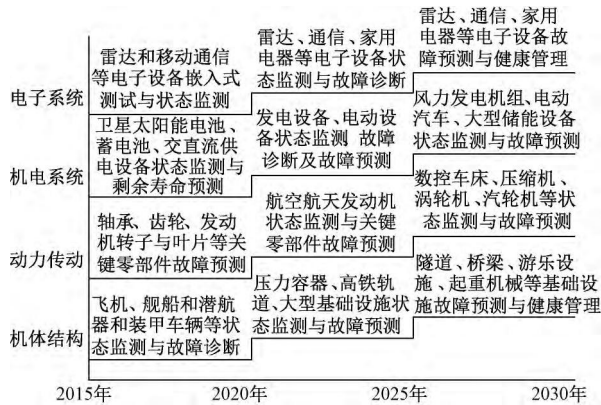 电子系统
雷达和移动通信
等电子设备嵌入式
测试与状态监测
雷达、通信、家用
电器等电子设备状
态监测与故障诊断
雷达、通信、家用
电器等电子设备故
障预测与健康管理
机电系统
卫星太阳能电池、
蓄电池、交直流供
电设备状态监测与
剩余寿命预测
发电设备、电动设
备状态监测 故障
诊断及故障预测
风力发电机组、电动
汽车、大型储能设备
状态监测与故障预测
动力传动
轴承、齿轮、发动
机转子与叶片等关
键零部件故障预测
航空航天发动机
状态监测与关键
零部件故障预测
数控车床、压缩机、
涡轮机、汽轮机等状
态监测与故障预测
机体结构
飞机、舰船和潜航
器和装甲车辆等状
态监测与故障诊断
压力容器、高铁轨
道、大型基础设施状
态监测与故障预测
隧道、桥梁、游乐设
施、起重机械等基础设
施故障预测与健康管理
2015年
2020年
2025年
2030年